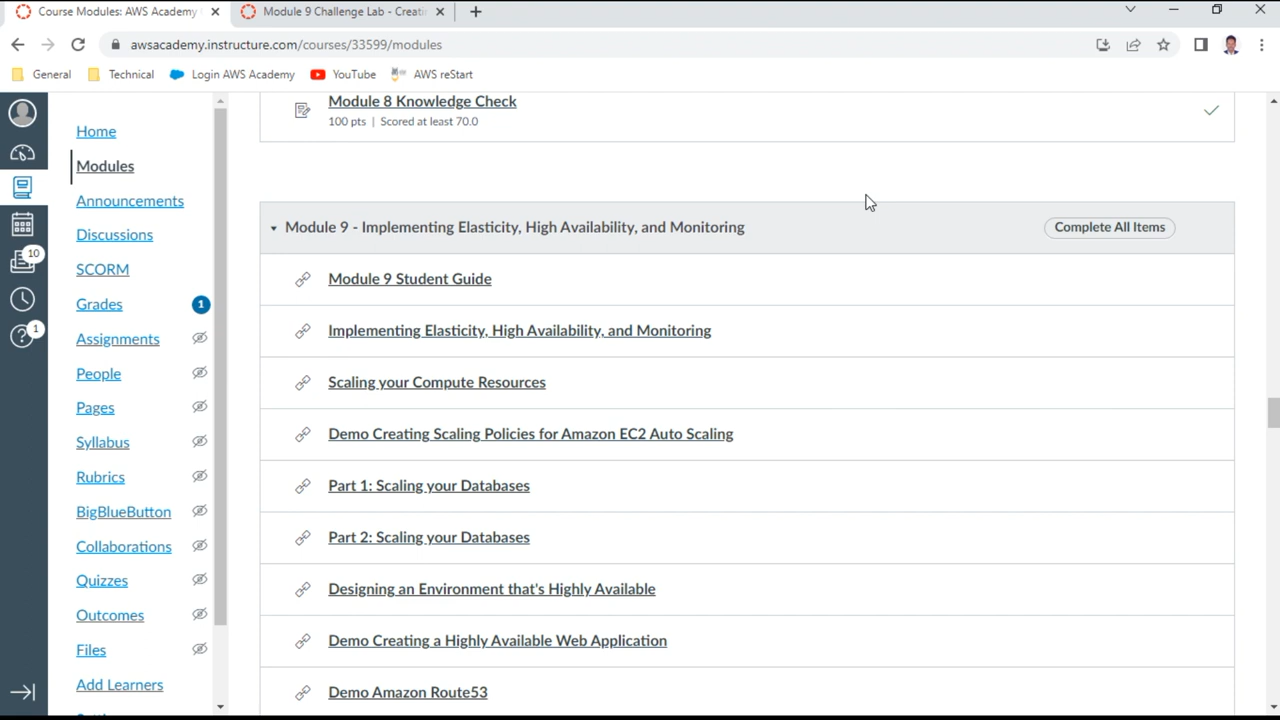 Course Modules: AWS Academy
Module 9 Challenge Lab - Creati
awsacademy.instructure.com/courses/33599/modules
General
Technical
Login AWS Academy
YouTube
AWS reStart
10
1
Home
Modules
Announcements
Discussions
SCORM
Grades
1
Assignments
People
Pages
Syllabus
Rubrics
BigBlueButton
Collaborations
Quizzes
Outcomes
Files
Add Learners
Module 8 Knowledge Check
100 pts | Scored at least 70.0
Module 9 - Implementing Elasticity, High Availability, and Monitoring
Complete All Items
Module 9 Student Guide
Implementing Elasticity, High Availability, and Monitoring
Scaling your Compute Resources
Demo Creating Scaling Policies for Amazon EC2 Auto Scaling
Part 1: Scaling your Databases
Part 2: Scaling your Databases
Designing an Environment that's Highly Available
Demo Creating a Highly Available Web Application
Demo Amazon Route53